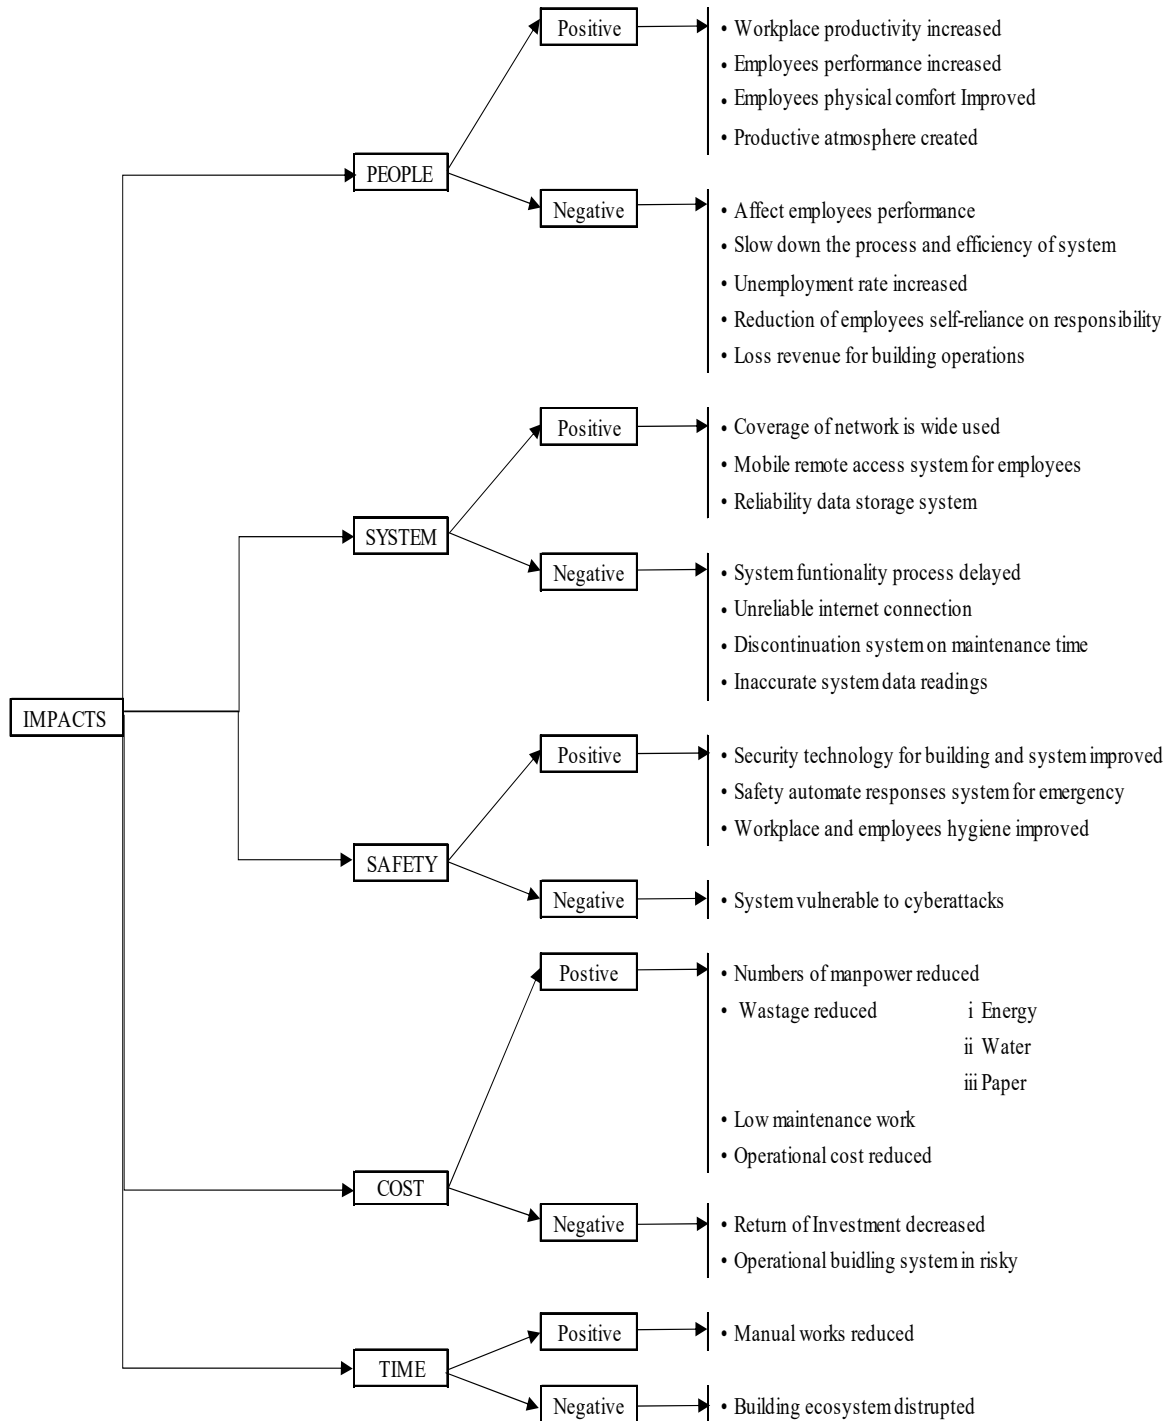 IMPACTS
PEOPLE
Positive
• Workplace productivity increased
• Employees performance increased
• Employees physical comfort Improved
• Productive atmosphere created
Negative
• Affect employees performance
• Slow down the process and efficiency of system
• Unemployment rate increased
• Reduction of employees self-reliance on responsibility
• Loss revenue for building operations
SYSTEM
Positive
• Coverage of network is wide used
• Mobile remote access system for employees
• Reliability data storage system
Negative
• System funtionality process delayed
• Unreliable internet connection
• Discontinuation system on maintenance time
• Inaccurate system data readings
SAFETY
Positive
• Security technology for building and system improved
• Safety automate responses system for emergency
• Workplace and employees hygiene improved
Negative
• System vulnerable to cyberattacks
COST
Postive
• Numbers of manpower reduced
• Wastage reduced i Energy
ii Water
iii Paper
• Low maintenance work
• Operational cost reduced
Negative
• Return of Investment decreased
• Operational buidling system in risky
TIME
Positive
• Manual works reduced
Negative
• Building ecosystem distrupted